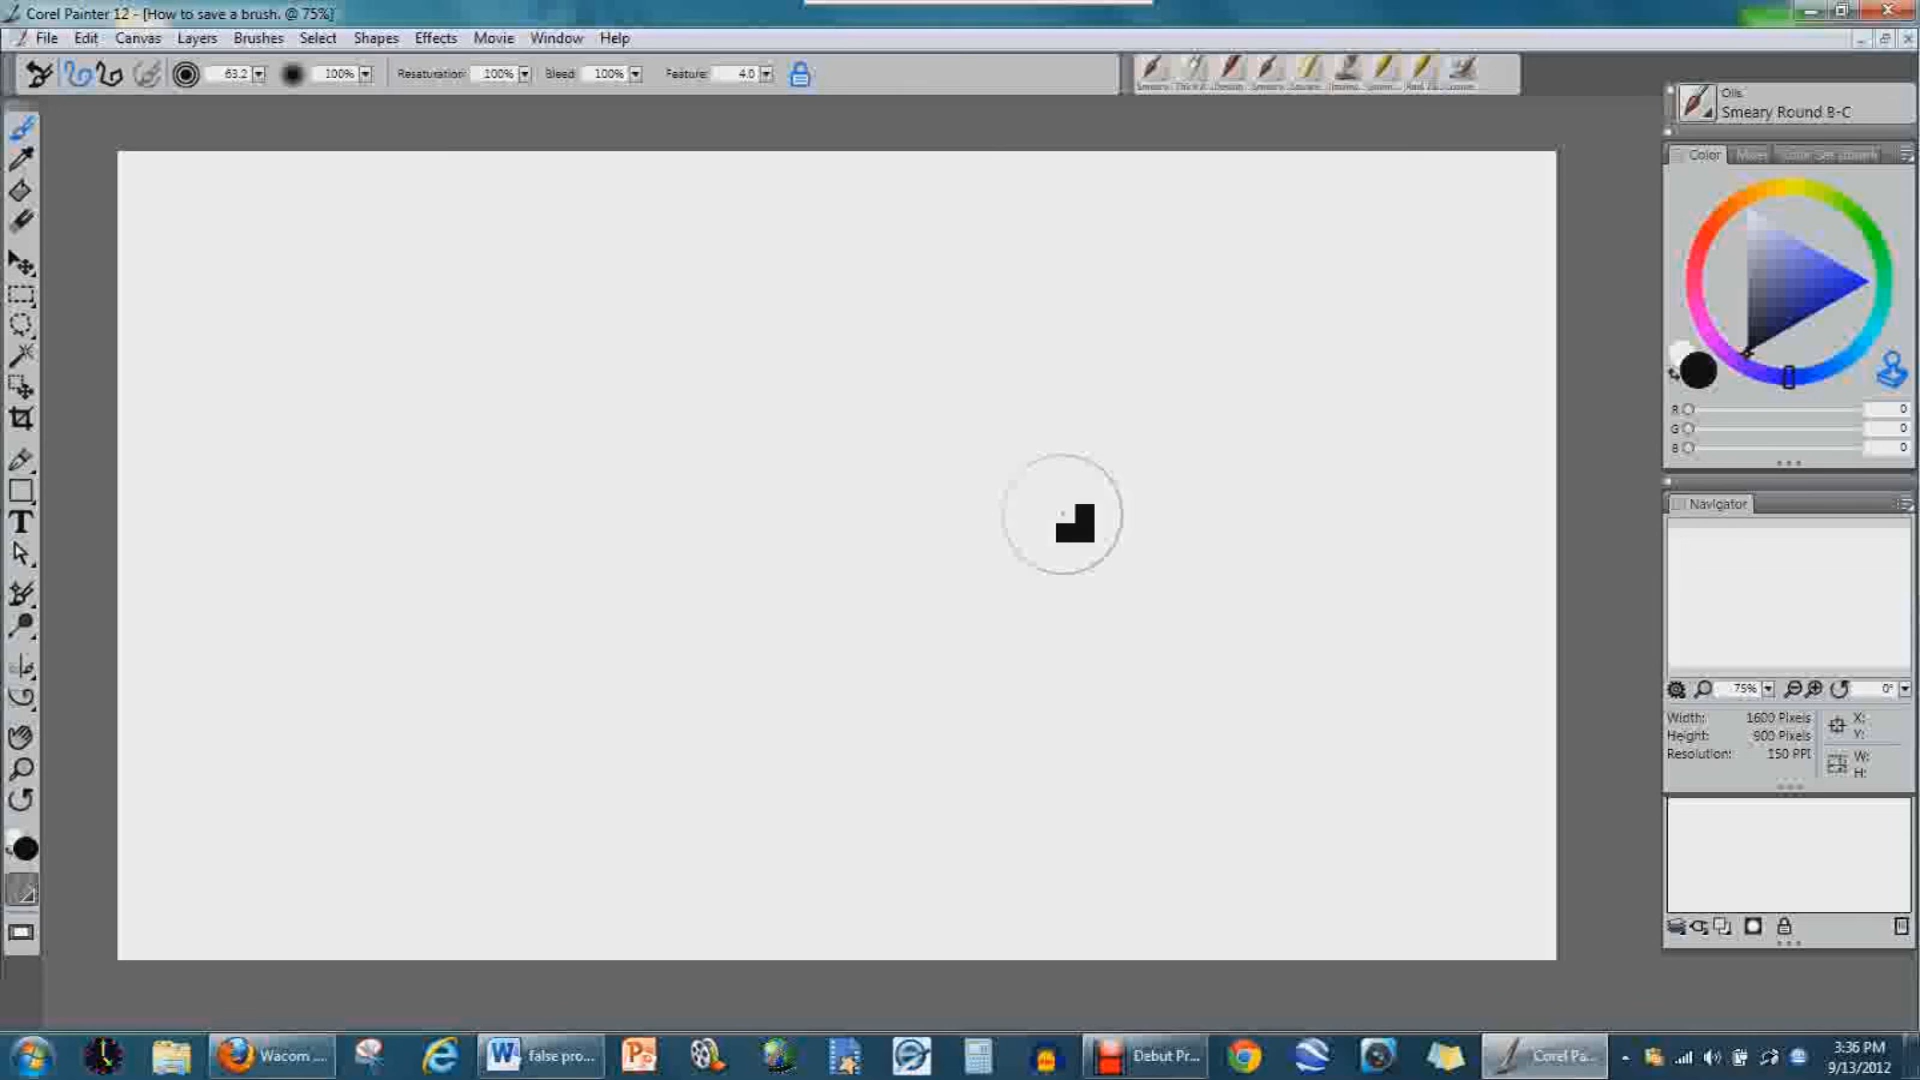 Corel Painter 12 - [How to save a brush. @ 75%]
File Edit Canvas Layers Brushes Select Shapes Effects Movie Window Help
63.2 100% Resaturation: 100% Bleed: 100% Feature: 4.0
Oils
Smeary Round B-C
Color Mixer
R 0
G 0
B 0
Navigator
75% 0°
Width: 1600 Pixels X:
Height: 900 Pixels Y:
Resolution: 150 PPI W:
H:
T
Wacom ... false pro... Debut Pr... Corel Pa...
3:36 PM
9/13/2012